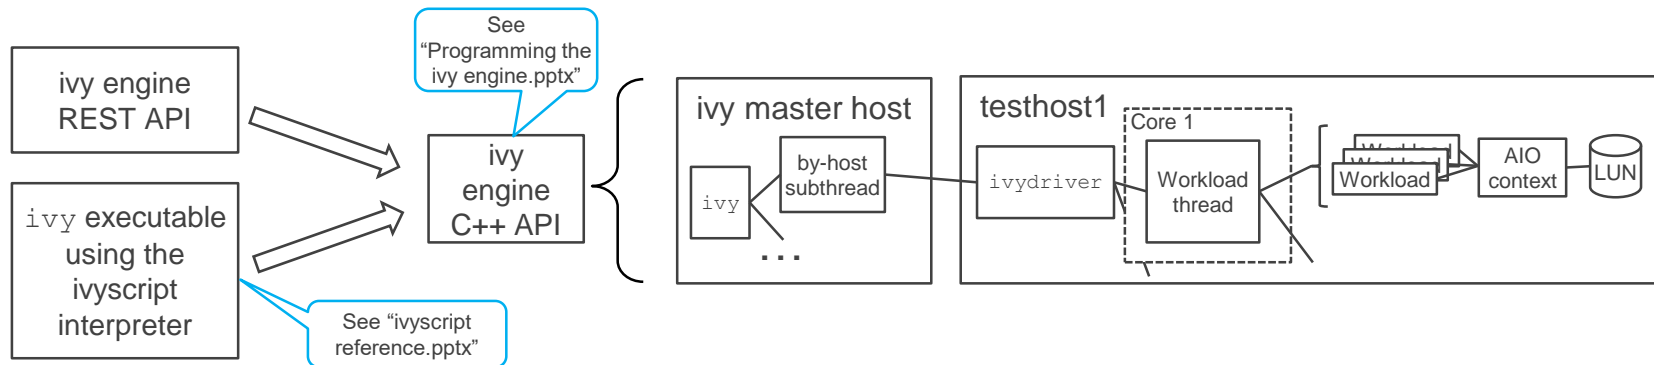 ivy engine
REST API
ivy executable
using the
ivyscript
interpreter
See
“Programming the
ivy engine.pptx”
See “ivyscript
reference.pptx”
ivy
engine
C++ API
ivy master host
ivy
by-host
subthread
...
testhost1
ivydriver
Core 1
Workload
thread
Workload
Workload
Workload
AIO
context
LUN